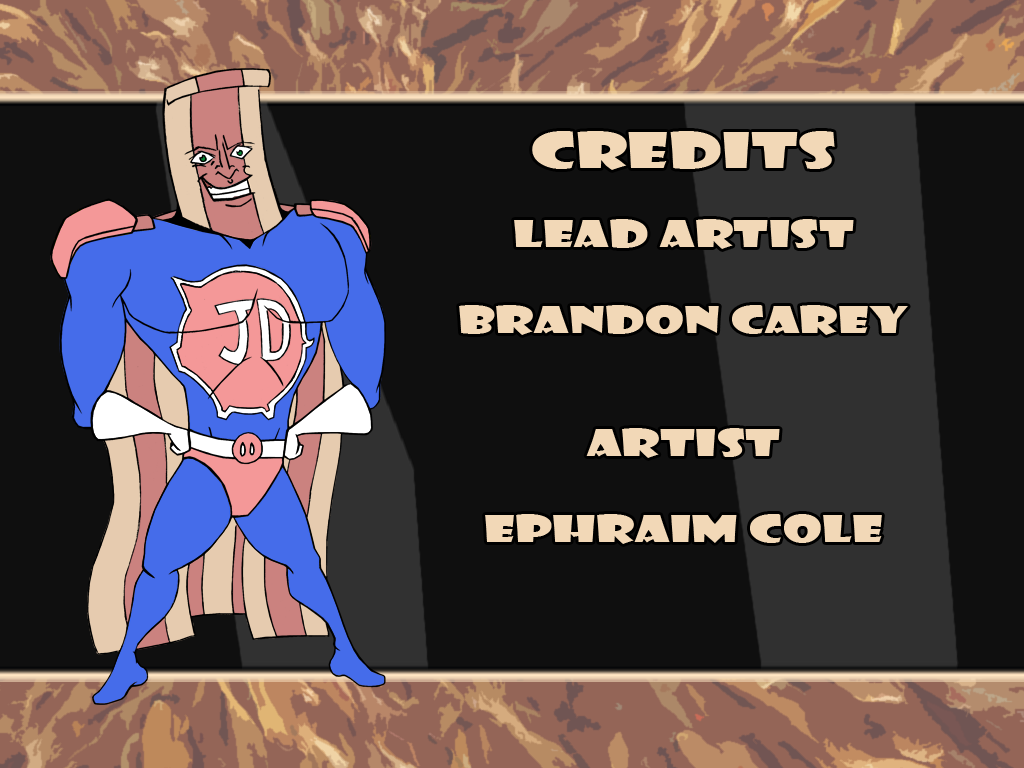 JD
CREDITS
LEAD ARTIST
BRANDON CAREY
ARTIST
EPHRAIM COLE